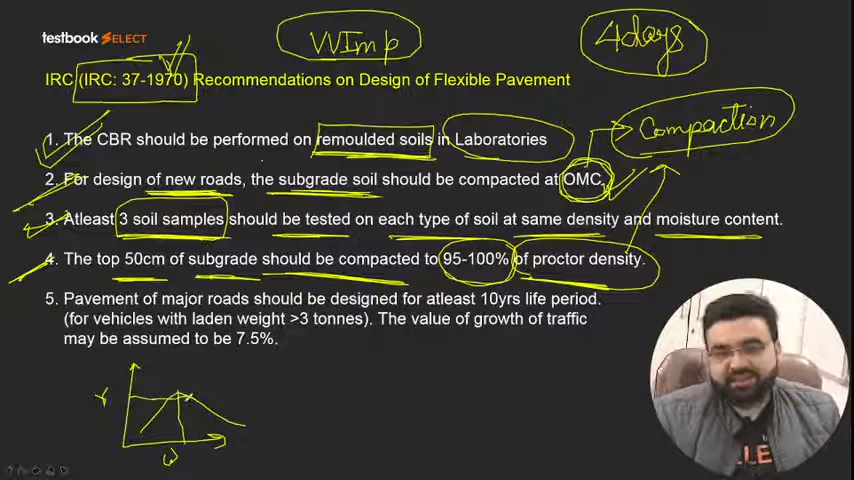 testbook SELECT
VVImp
4days
IRC (IRC: 37-1970) Recommendations on Design of Flexible Pavement
Compaction
1. The CBR should be performed on remoulded soils in Laboratories
2. For design of new roads, the subgrade soil should be compacted at OMC,
3. Atleast 3 soil samples should be tested on each type of soil at same density and moisture content.
4. The top 50cm of subgrade should be compacted to 95-100% of proctor density.
5. Pavement of major roads should be designed for atleast 10yrs life period.
(for vehicles with laden weight >3 tonnes). The value of growth of traffic
may be assumed to be 7.5%.